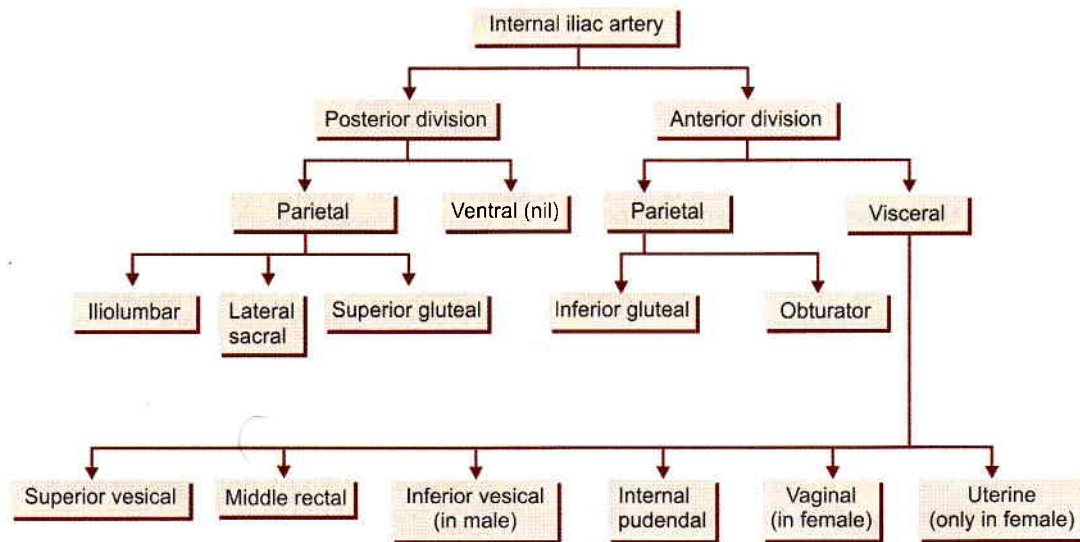 Internal iliac artery
Posterior division
Anterior division
Parietal
Ventral (nil)
Parietal
Visceral
Iliolumbar
Lateral
sacral
Superior gluteal
Inferior gluteal
Obturator
Superior vesical
Middle rectal
Inferior vesical
(in male)
Internal
pudendal
Vaginal
(in female)
Uterine
(only in female)